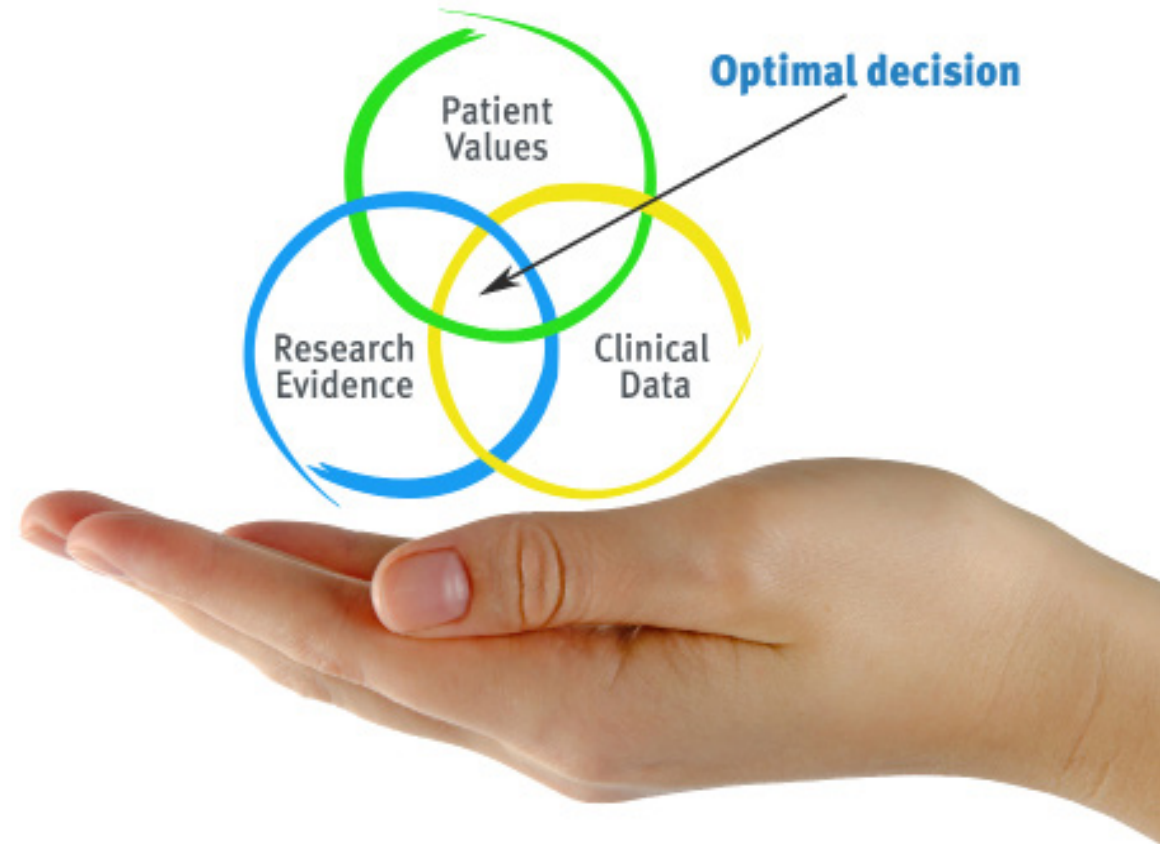 Optimal decision
Patient
Values
Research
Evidence
Clinical
Data